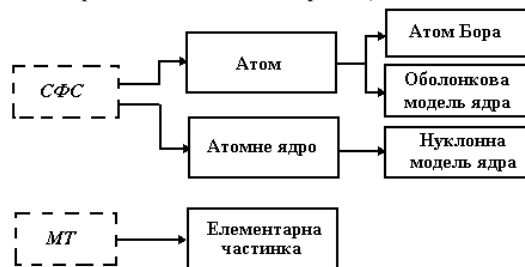 СФС
Атом
Атом Бора
Оболонкова
модель ядра
Атомне ядро
Нуклонна
модель ядра
МТ
Елементарна
частинка